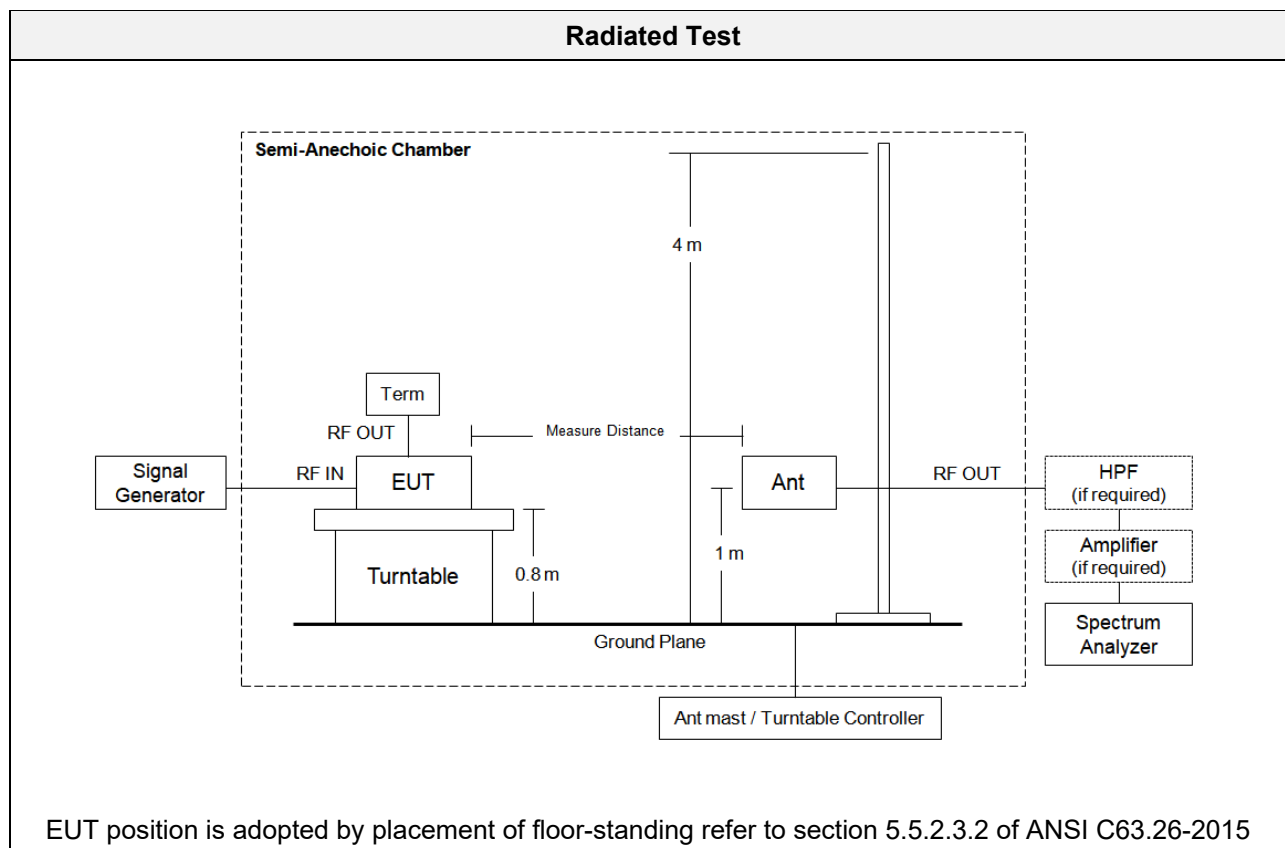 Radiated Test
Semi-Anechoic Chamber
4 m
Term
RF OUT
Measure Distance
Signal
Generator
RF IN
EUT
Ant
RF OUT
HPF
(if required)
Turntable
0.8 m
1 m
Amplifier
(if required)
Ground Plane
Spectrum
Analyzer
Ant mast / Turntable Controller
EUT position is adopted by placement of floor-standing refer to section 5.5.2.3.2 of ANSI C63.26-2015